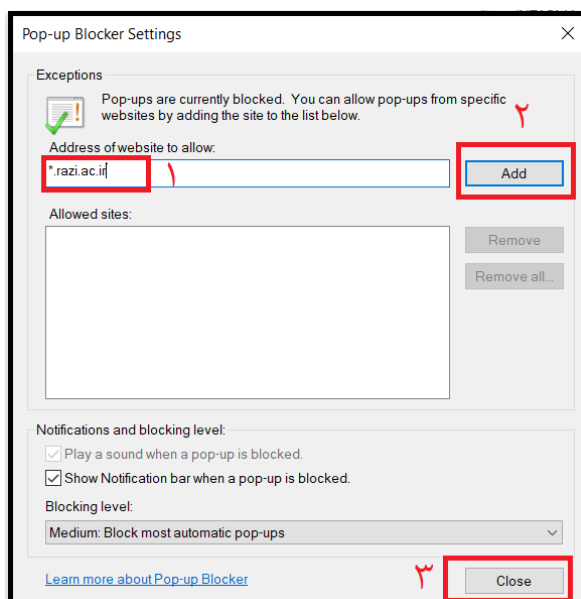 Pop-up Blocker Settings
Exceptions
Pop-ups are currently blocked. You can allow pop-ups from specific
websites by adding the site to the list below.
۲
Address of website to allow:
*.razi.ac.ir
۱
Add
Allowed sites:
Remove
Remove all...
Notifications and blocking level:
Play a sound when a pop-up is blocked.
Show Notification bar when a pop-up is blocked.
Blocking level:
Medium: Block most automatic pop-ups
Learn more about Pop-up Blocker
۳
Close